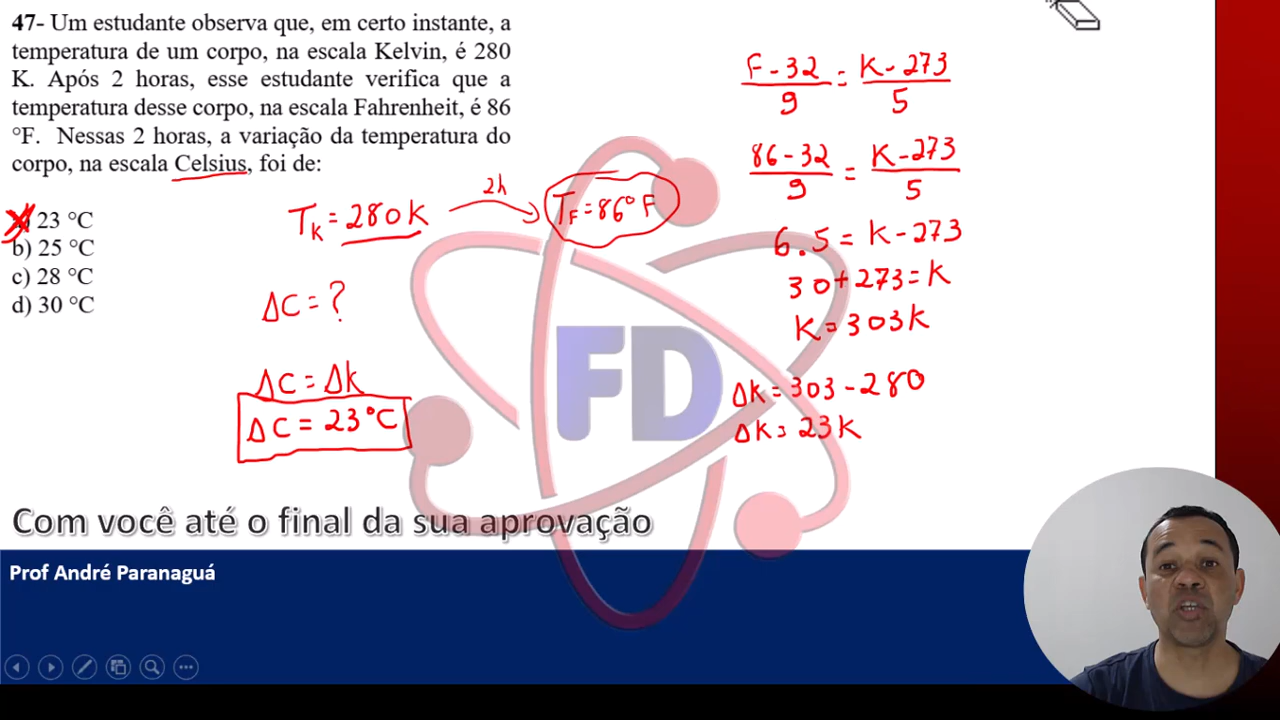 47- Um estudante observa que, em certo instante, a
temperatura de um corpo, na escala Kelvin, é 280
K. Após 2 horas, esse estudante verifica que a
temperatura desse corpo, na escala Fahrenheit, é 86
°F. Nessas 2 horas, a variação da temperatura do
corpo, na escala Celsius, foi de:
a) 23 °C
b) 25 °C
c) 28 °C
d) 30 °C
T_K = 280K
2h
T_F = 86°F
ΔC = ?
ΔC = Δk
ΔC = 23°C
F - 32 / 9 = K - 273 / 5
86 - 32 / 9 = K - 273 / 5
6.5 = K - 273
30 + 273 = K
K = 303K
Δk = 303 - 280
Δk = 23K
FD
Com você até o final da sua aprovação
Prof André Paranaguá